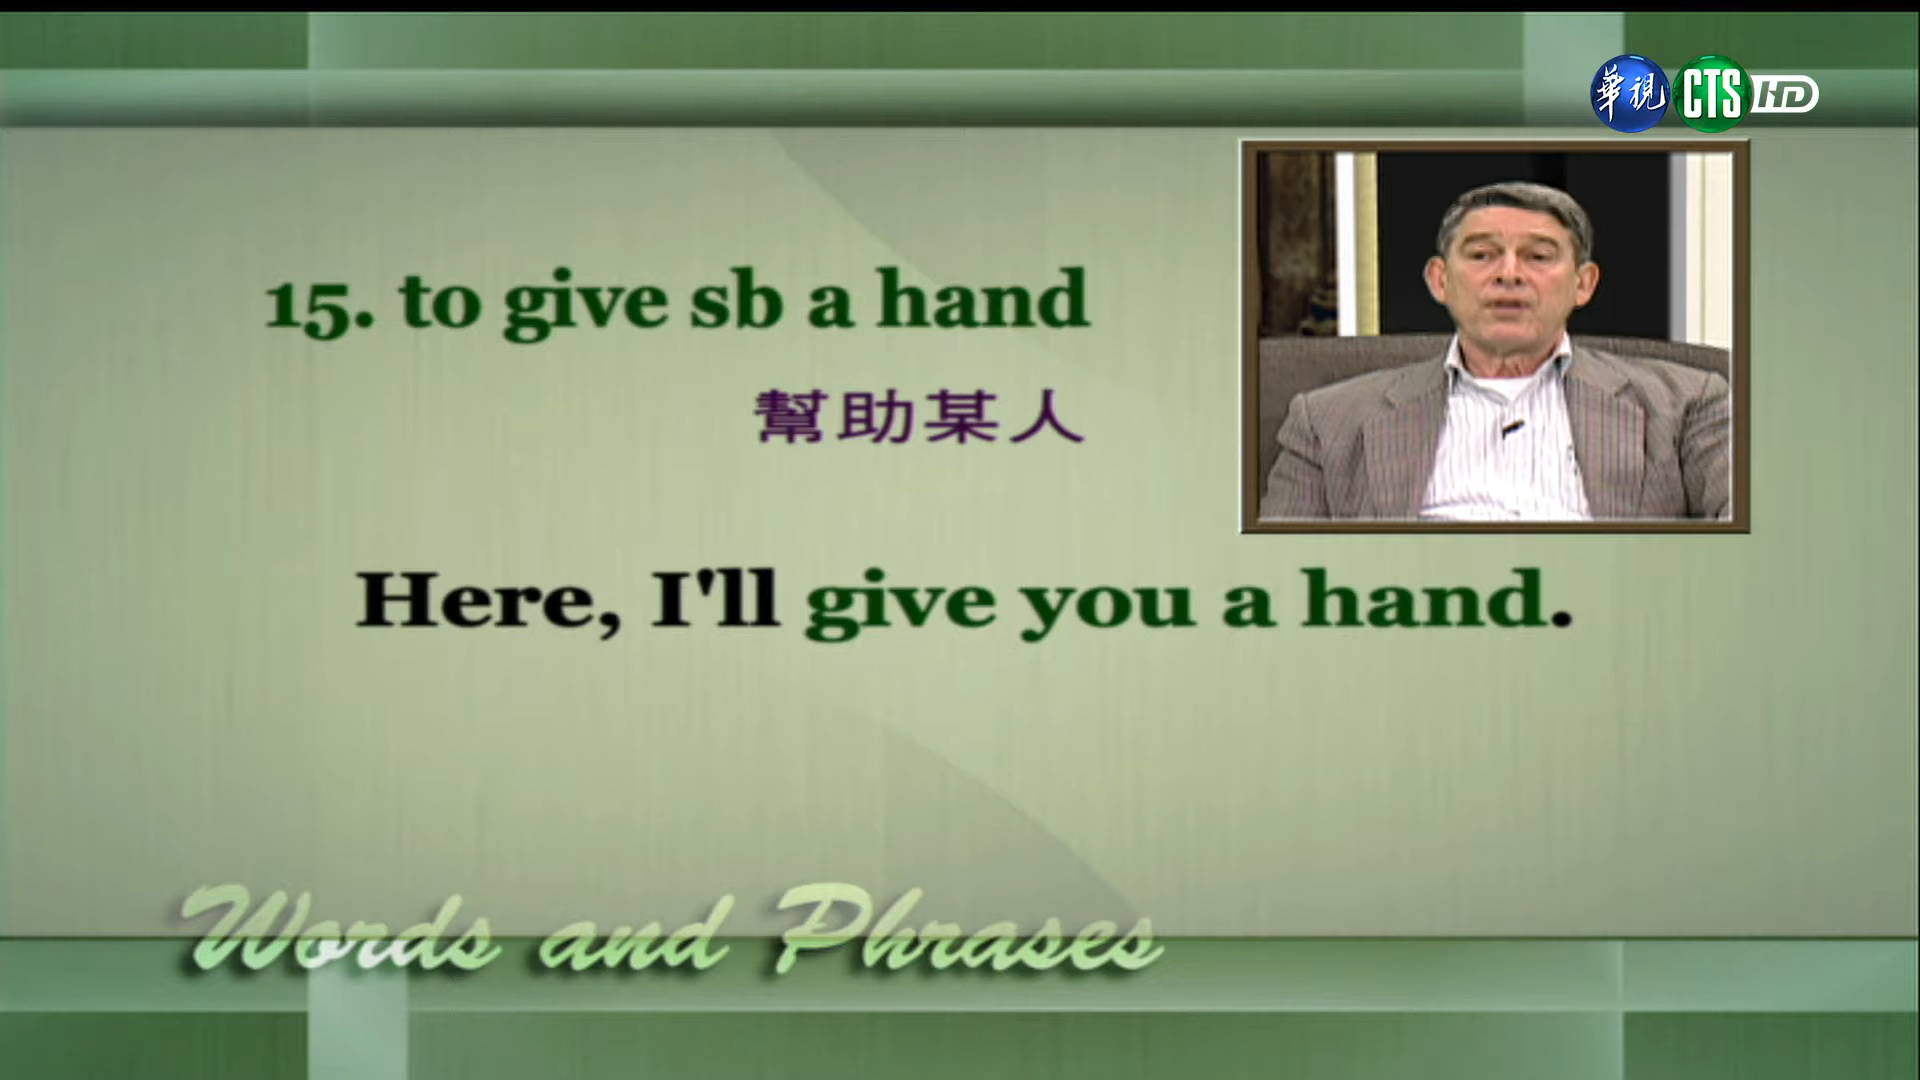 華視 CTS HD
15. to give sb a hand
幫助某人
Here, I'll give you a hand.
Words and Phrases